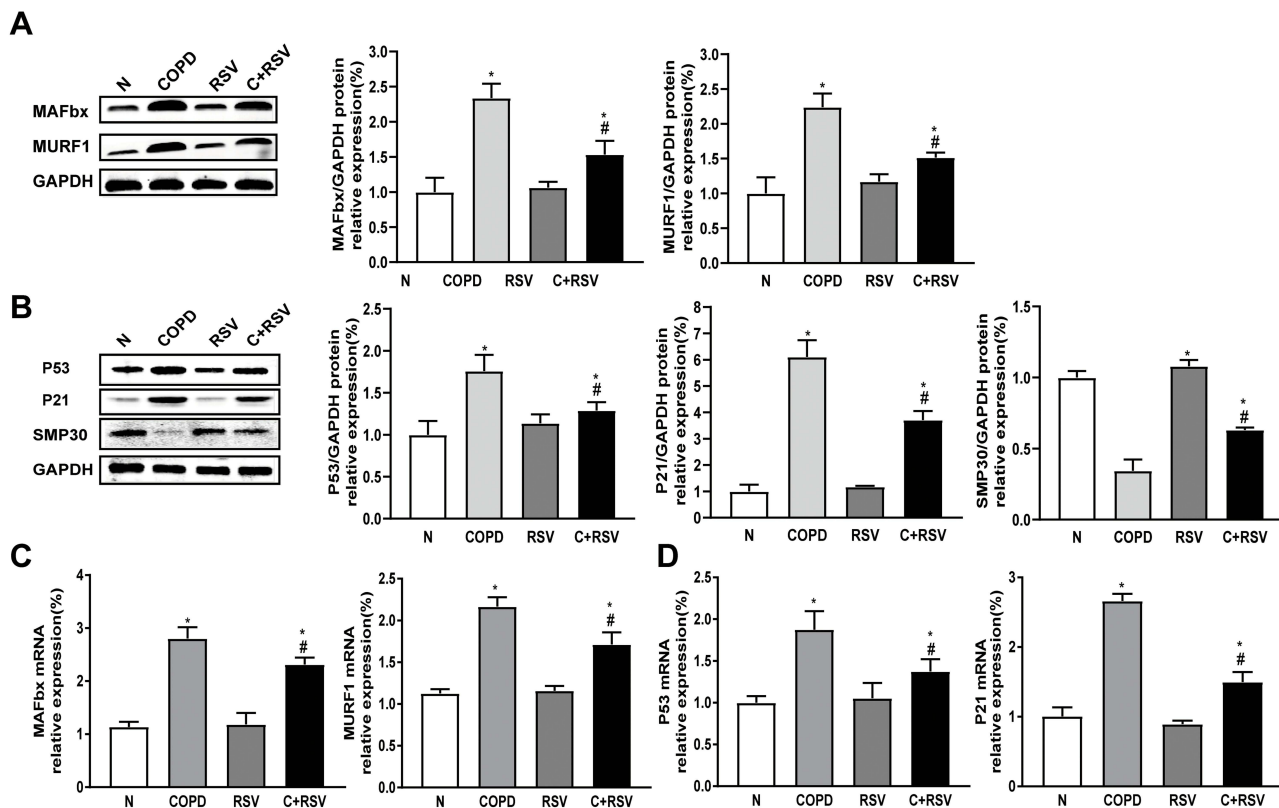 A
N COPD RSV C+RSV
MAFbx
MURF1
GAPDH
MAFbx/GAPDH protein
relative expression(%)
3.0
2.5
2.0
1.5
1.0
0.5
0.0
*
*
#
N COPD RSV C+RSV
MURF1/GAPDH protein
relative expression(%)
3.0
2.5
2.0
1.5
1.0
0.5
0.0
*
*
#
N COPD RSV C+RSV
B
N COPD RSV C+RSV
P53
P21
SMP30
GAPDH
P53/GAPDH protein
relative expression(%)
2.5
2.0
1.5
1.0
0.5
0.0
*
*
#
N COPD RSV C+RSV
P21/GAPDH protein
relative expression(%)
8
7
6
5
4
3
2
1
0
*
*
#
N COPD RSV C+RSV
SMP30/GAPDH protein
relative expression(%)
1.5
1.0
0.5
0.0
*
*
#
N COPD RSV C+RSV
C
MAFbx mRNA
relative expression(%)
4
3
2
1
0
*
*
#
N COPD RSV C+RSV
MURF1 mRNA
relative expression(%)
2.5
2.0
1.5
1.0
0.5
0.0
*
*
#
N COPD RSV C+RSV
D
P53 mRNA
relative expression(%)
2.5
2.0
1.5
1.0
0.5
0.0
*
*
#
N COPD RSV C+RSV
P21 mRNA
relative expression(%)
3
2
1
0
*
*
#
N COPD RSV C+RSV